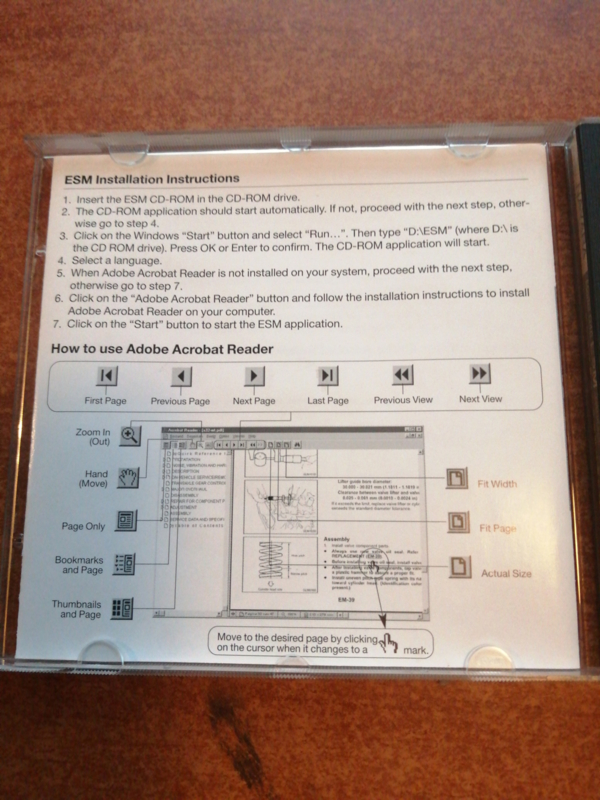 ESM Installation Instructions
1. Insert the ESM CD-ROM in the CD-ROM drive.
2. The CD-ROM application should start automatically. If not, proceed with the next step, other-
wise go to step 4.
3. Click on the Windows “Start” button and select “Run…”. Then type “D:\ESM” (where D:\ is
the CD ROM drive). Press OK or Enter to confirm. The CD-ROM application will start.
4. Select a language.
5. When Adobe Acrobat Reader is not installed on your system, proceed with the next step,
otherwise go to step 7.
6. Click on the “Adobe Acrobat Reader” button and follow the installation instructions to install
Adobe Acrobat Reader on your computer.
7. Click on the “Start” button to start the ESM application.
How to use Adobe Acrobat Reader
First Page Previous Page Next Page Last Page Previous View Next View
Zoom In
(Out)
Hand
(Move)
Page Only
Bookmarks
and Page
Thumbnails
and Page
Fit Width
Fit Page
Actual Size
Assembly
EM-39
Move to the desired page by clicking
on the cursor when it changes to a mark.